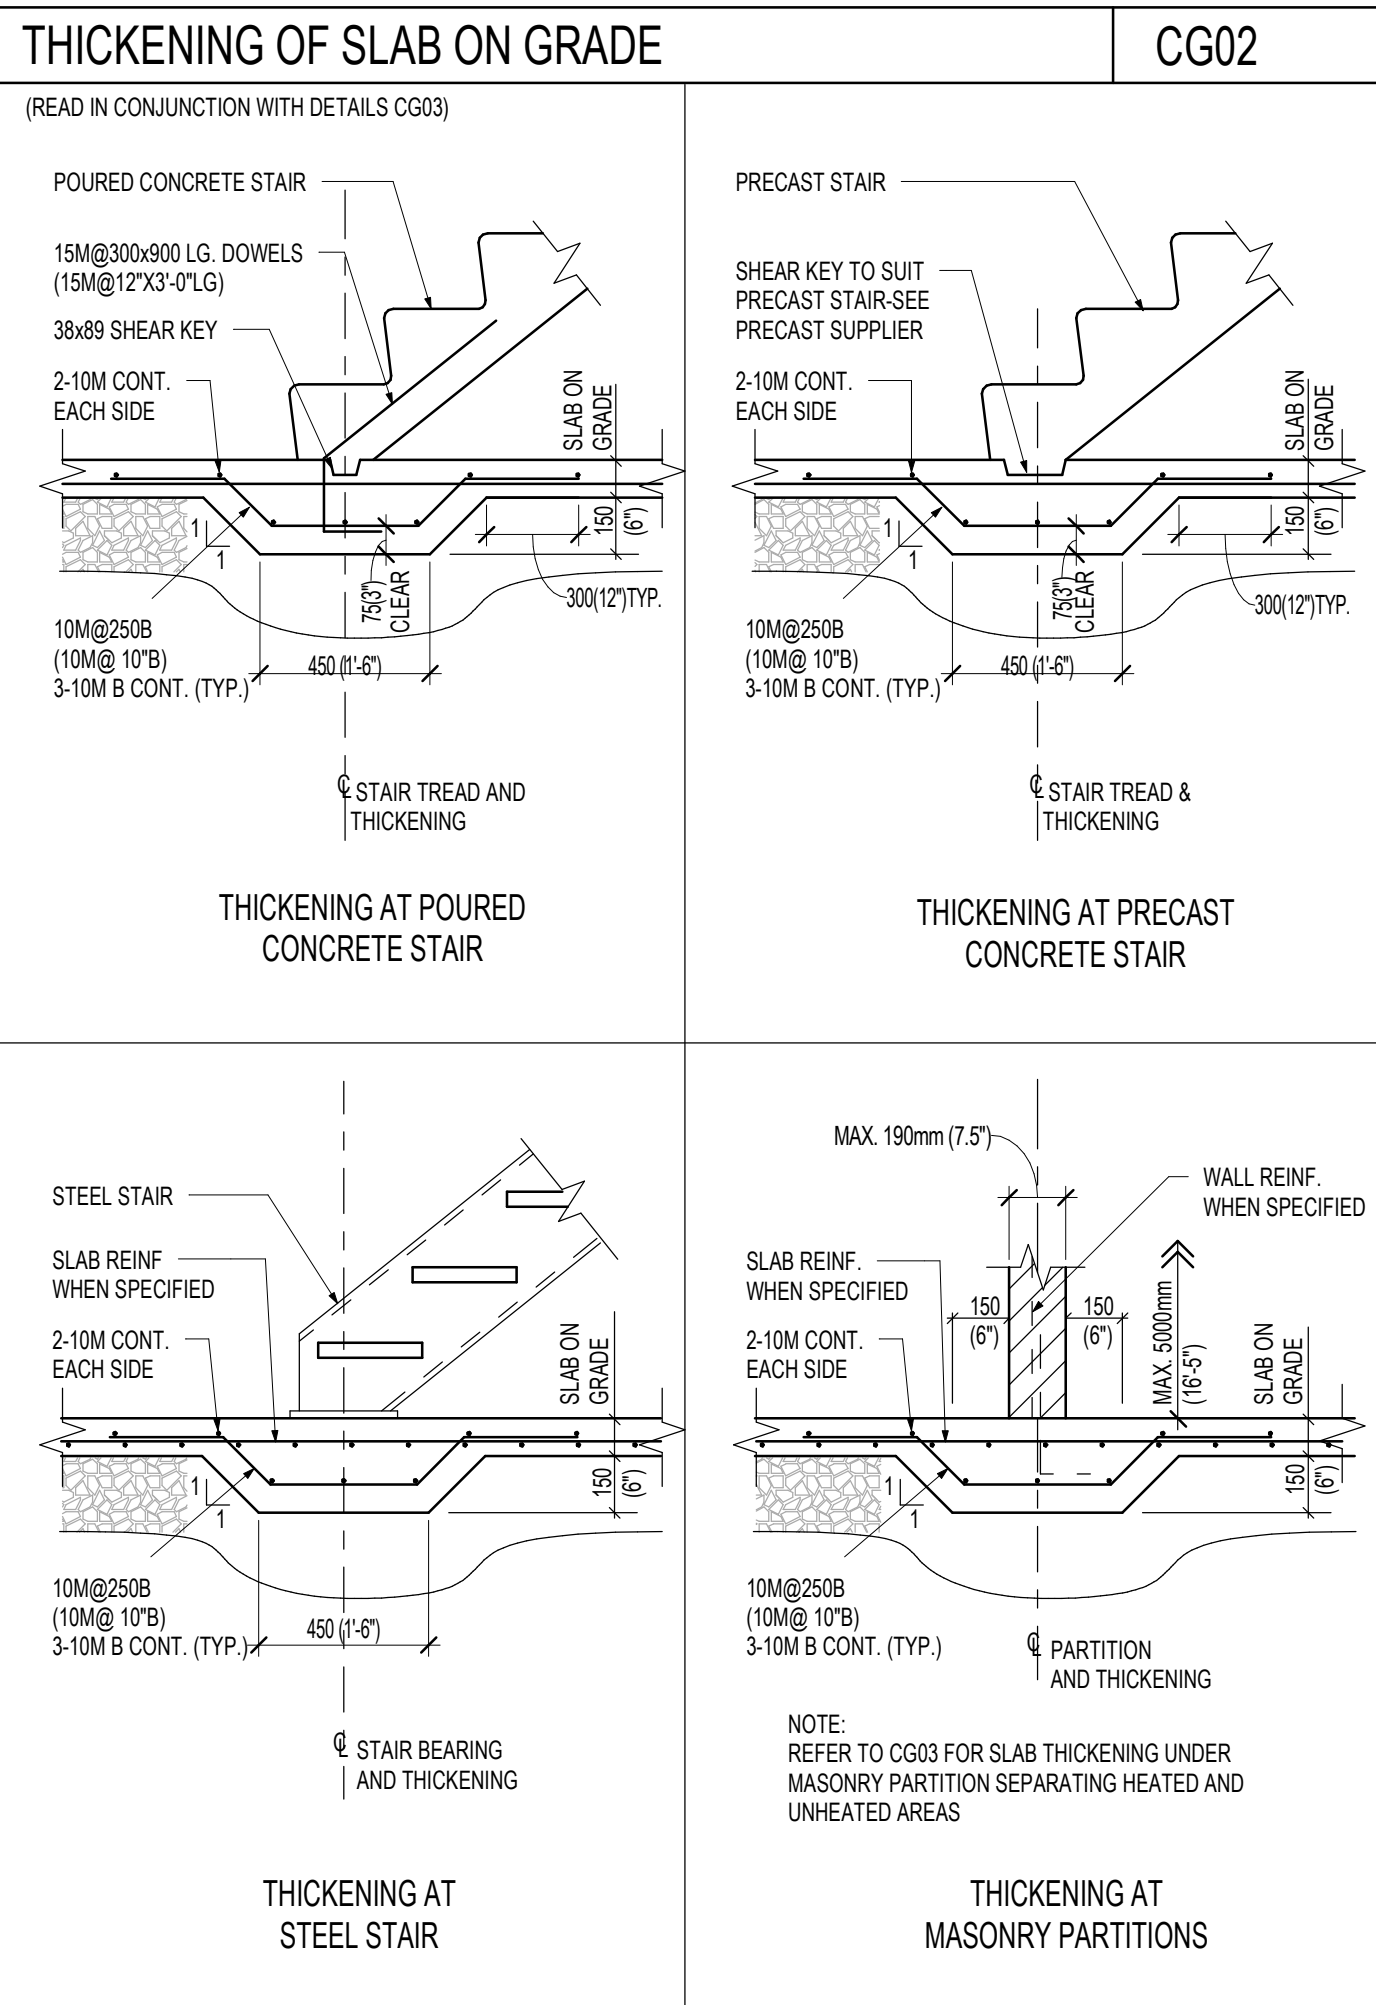 THICKENING OF SLAB ON GRADE
CG02
(READ IN CONJUNCTION WITH DETAILS CG03)
POURED CONCRETE STAIR
15M@300x900 LG. DOWELS
(15M@12"X3'-0"LG)
38x89 SHEAR KEY
2-10M CONT.
EACH SIDE
SLAB ON
GRADE
150
(6")
1
1
75(3")
CLEAR
300(12")TYP.
10M@250B
(10M@ 10"B)
3-10M B CONT. (TYP.)
450 (1'-6")
℄ STAIR TREAD AND
THICKENING
THICKENING AT POURED
CONCRETE STAIR
PRECAST STAIR
SHEAR KEY TO SUIT
PRECAST STAIR-SEE
PRECAST SUPPLIER
2-10M CONT.
EACH SIDE
SLAB ON
GRADE
150
(6")
1
1
75(3")
CLEAR
300(12")TYP.
10M@250B
(10M@ 10"B)
3-10M B CONT. (TYP.)
450 (1'-6")
℄ STAIR TREAD &
THICKENING
THICKENING AT PRECAST
CONCRETE STAIR
STEEL STAIR
SLAB REINF
WHEN SPECIFIED
2-10M CONT.
EACH SIDE
SLAB ON
GRADE
150
(6")
1
1
10M@250B
(10M@ 10"B)
3-10M B CONT. (TYP.)
450 (1'-6")
℄ STAIR BEARING
AND THICKENING
THICKENING AT
STEEL STAIR
MAX. 190mm (7.5")
WALL REINF.
WHEN SPECIFIED
SLAB REINF.
WHEN SPECIFIED
150
(6")
150
(6")
MAX. 5000mm
(16'-5")
2-10M CONT.
EACH SIDE
SLAB ON
GRADE
150
(6")
1
1
10M@250B
(10M@ 10"B)
3-10M B CONT. (TYP.)
℄ PARTITION
AND THICKENING
NOTE:
REFER TO CG03 FOR SLAB THICKENING UNDER
MASONRY PARTITION SEPARATING HEATED AND
UNHEATED AREAS
THICKENING AT
MASONRY PARTITIONS